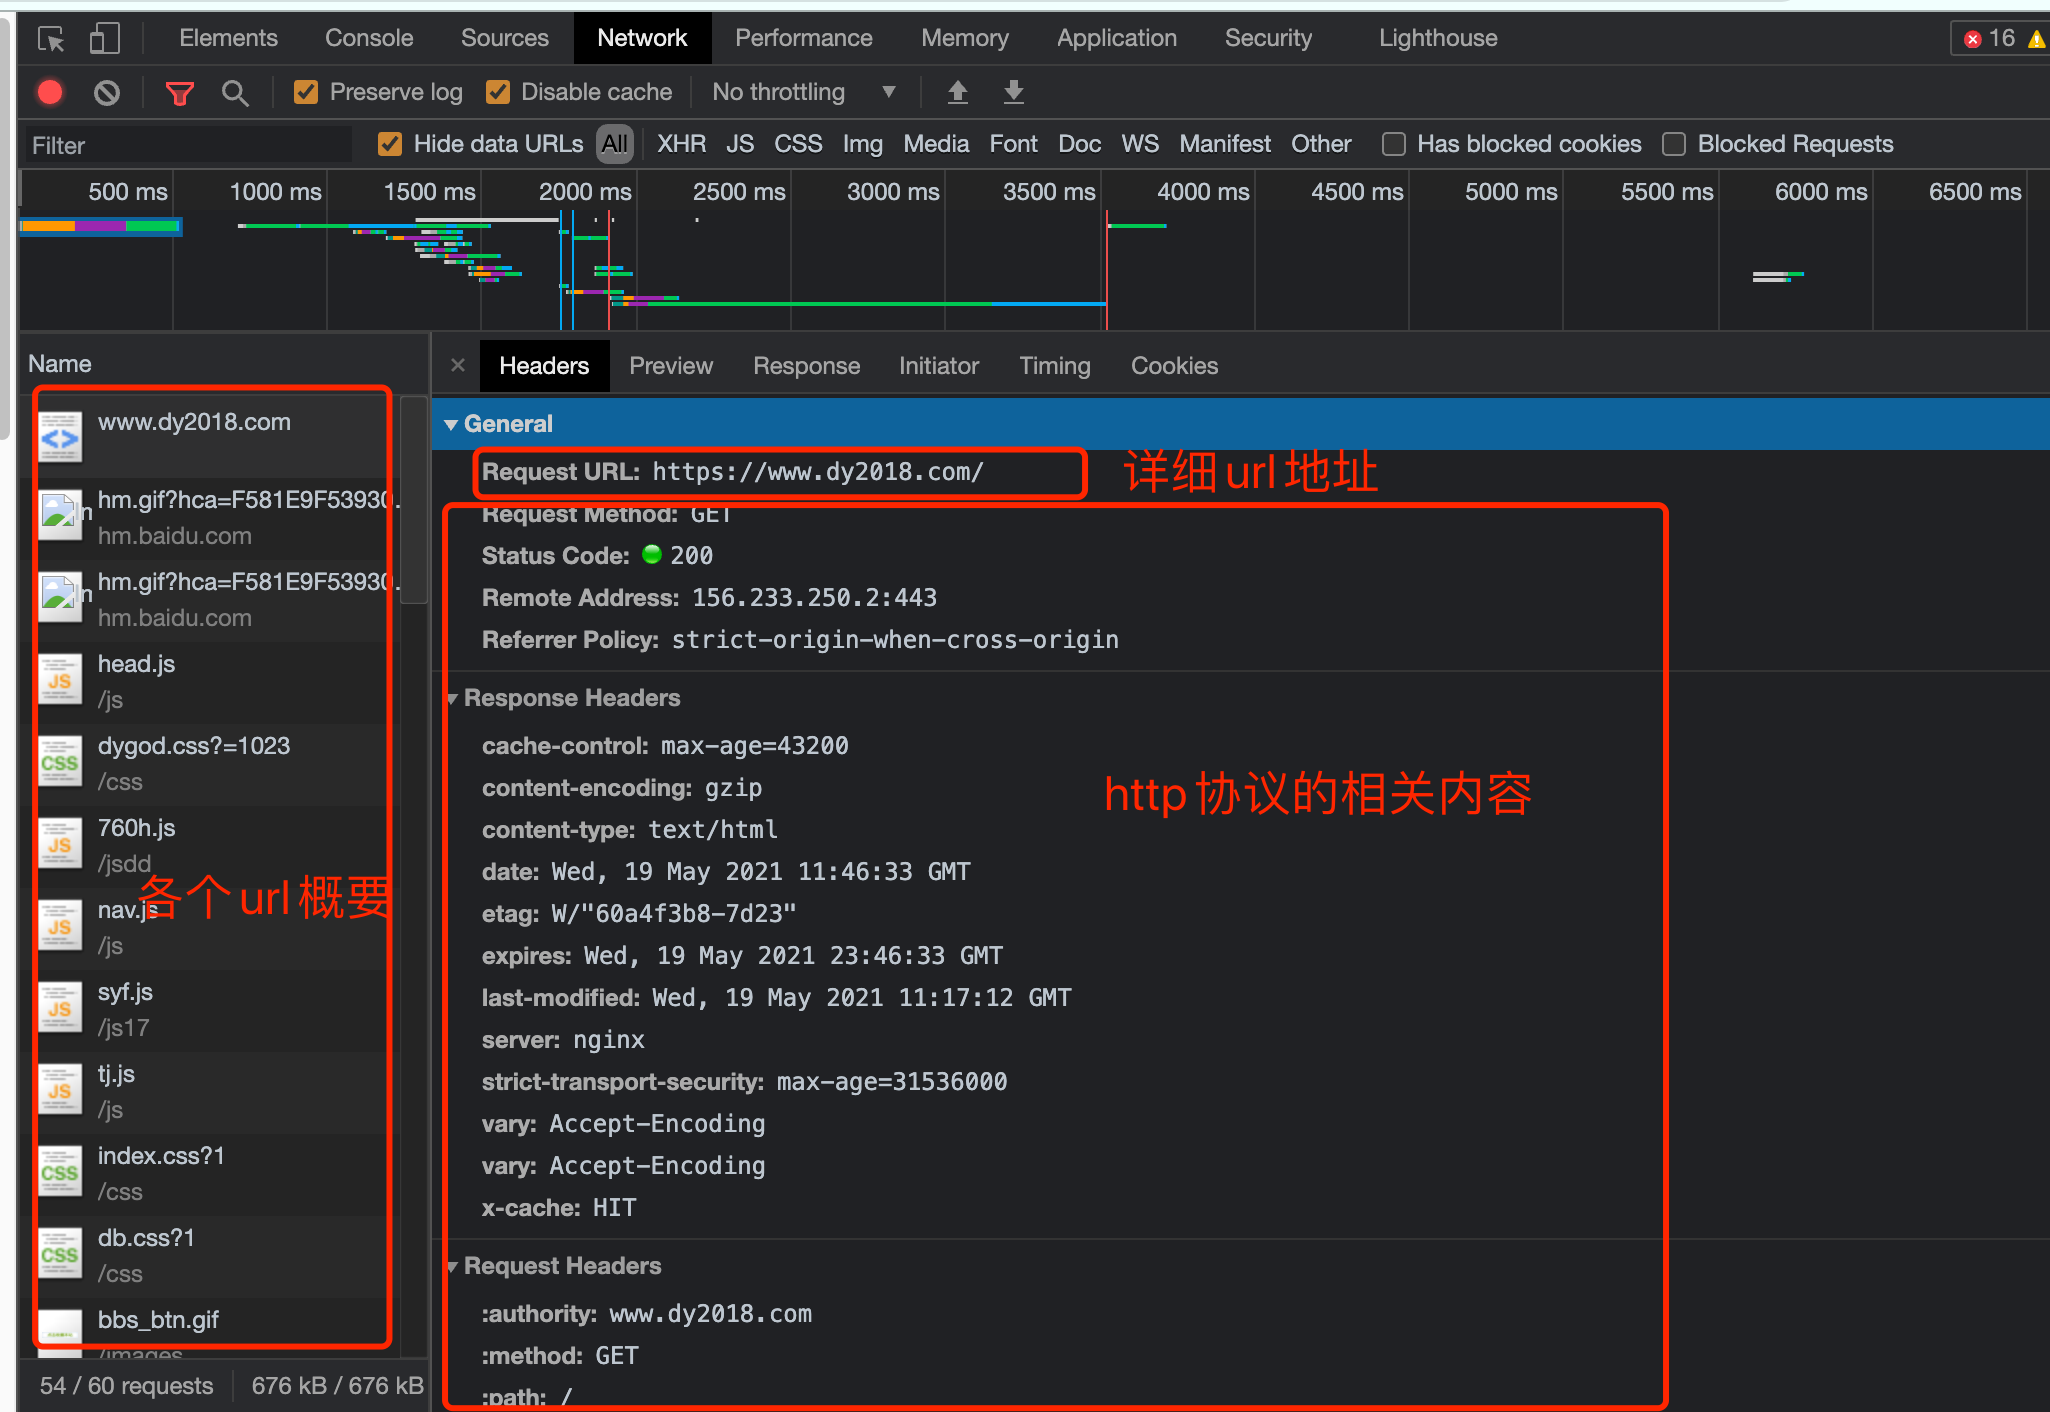 Elements Console Sources Network Performance Memory Application Security Lighthouse 16
Preserve log Disable cache No throttling
Filter Hide data URLs All XHR JS CSS Img Media Font Doc WS Manifest Other Has blocked cookies Blocked Requests
500 ms 1000 ms 1500 ms 2000 ms 2500 ms 3000 ms 3500 ms 4000 ms 4500 ms 5000 ms 5500 ms 6000 ms 6500 ms
Name
www.dy2018.com
hm.gif?hca=F581E9F53930.
hm.baidu.com
hm.gif?hca=F581E9F53930.
hm.baidu.com
head.js
/js
dygod.css?=1023
/css
760h.js
/jsdd
各个url概要
nav.js
/js
syf.js
/js17
tj.js
/js
index.css?1
/css
db.css?1
/css
bbs_btn.gif
/images
54 / 60 requests 676 kB / 676 kB
× Headers Preview Response Initiator Timing Cookies
General
Request URL: https://www.dy2018.com/
详细url地址
Request Method: GET
Status Code: 200
Remote Address: 156.233.250.2:443
Referrer Policy: strict-origin-when-cross-origin
Response Headers
cache-control: max-age=43200
content-encoding: gzip
http协议的相关内容
content-type: text/html
date: Wed, 19 May 2021 11:46:33 GMT
etag: W/"60a4f3b8-7d23"
expires: Wed, 19 May 2021 23:46:33 GMT
last-modified: Wed, 19 May 2021 11:17:12 GMT
server: nginx
strict-transport-security: max-age=31536000
vary: Accept-Encoding
vary: Accept-Encoding
x-cache: HIT
Request Headers
:authority: www.dy2018.com
:method: GET
:path: /